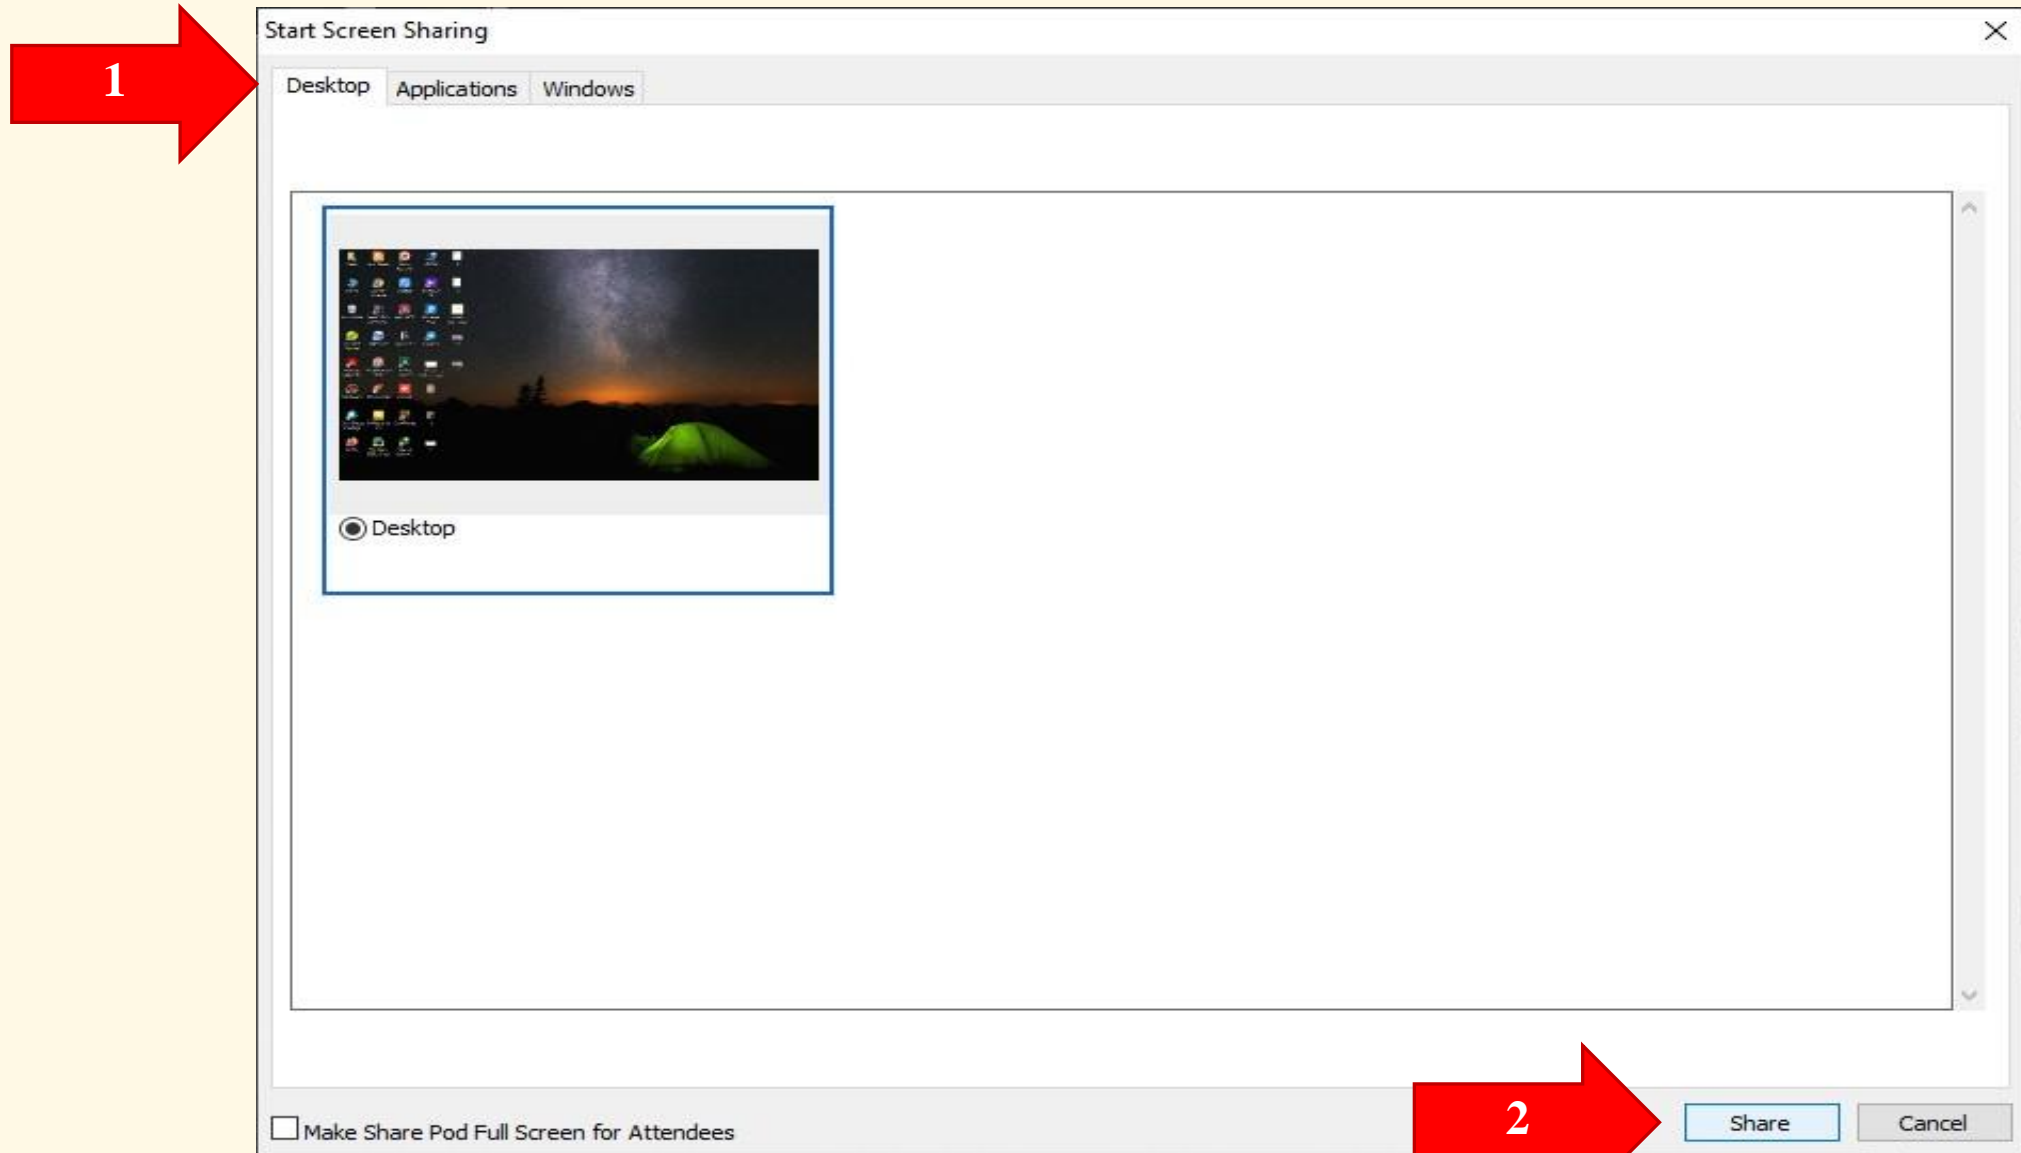 Start Screen Sharing
1
Desktop Applications Windows
Desktop
Make Share Pod Full Screen for Attendees
2
Share Cancel